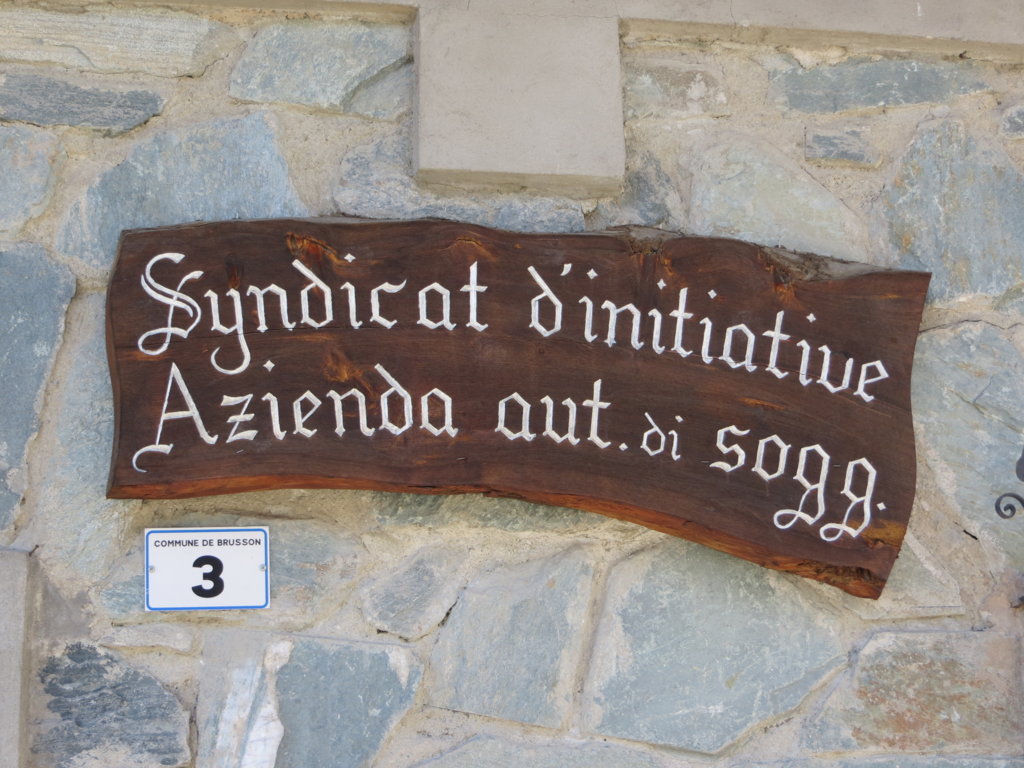 Syndicat d'initiative
Azienda aut. di sogg.
COMMUNE DE BRUSSON
3